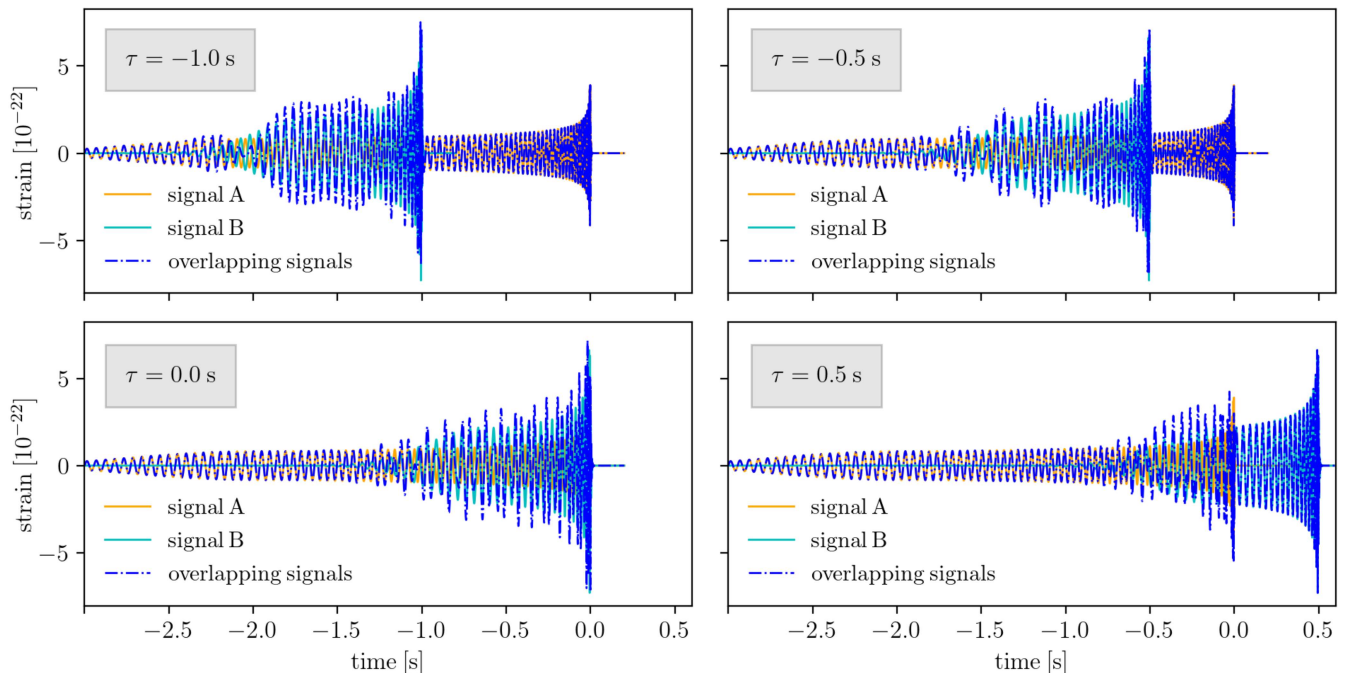 τ = −1.0 s
5
0
−5
strain [10⁻²²]
signal A
signal B
overlapping signals
τ = −0.5 s
signal A
signal B
overlapping signals
τ = 0.0 s
5
0
−5
strain [10⁻²²]
signal A
signal B
overlapping signals
−2.5 −2.0 −1.5 −1.0 −0.5 0.0 0.5
time [s]
τ = 0.5 s
signal A
signal B
overlapping signals
−2.5 −2.0 −1.5 −1.0 −0.5 0.0 0.5
time [s]